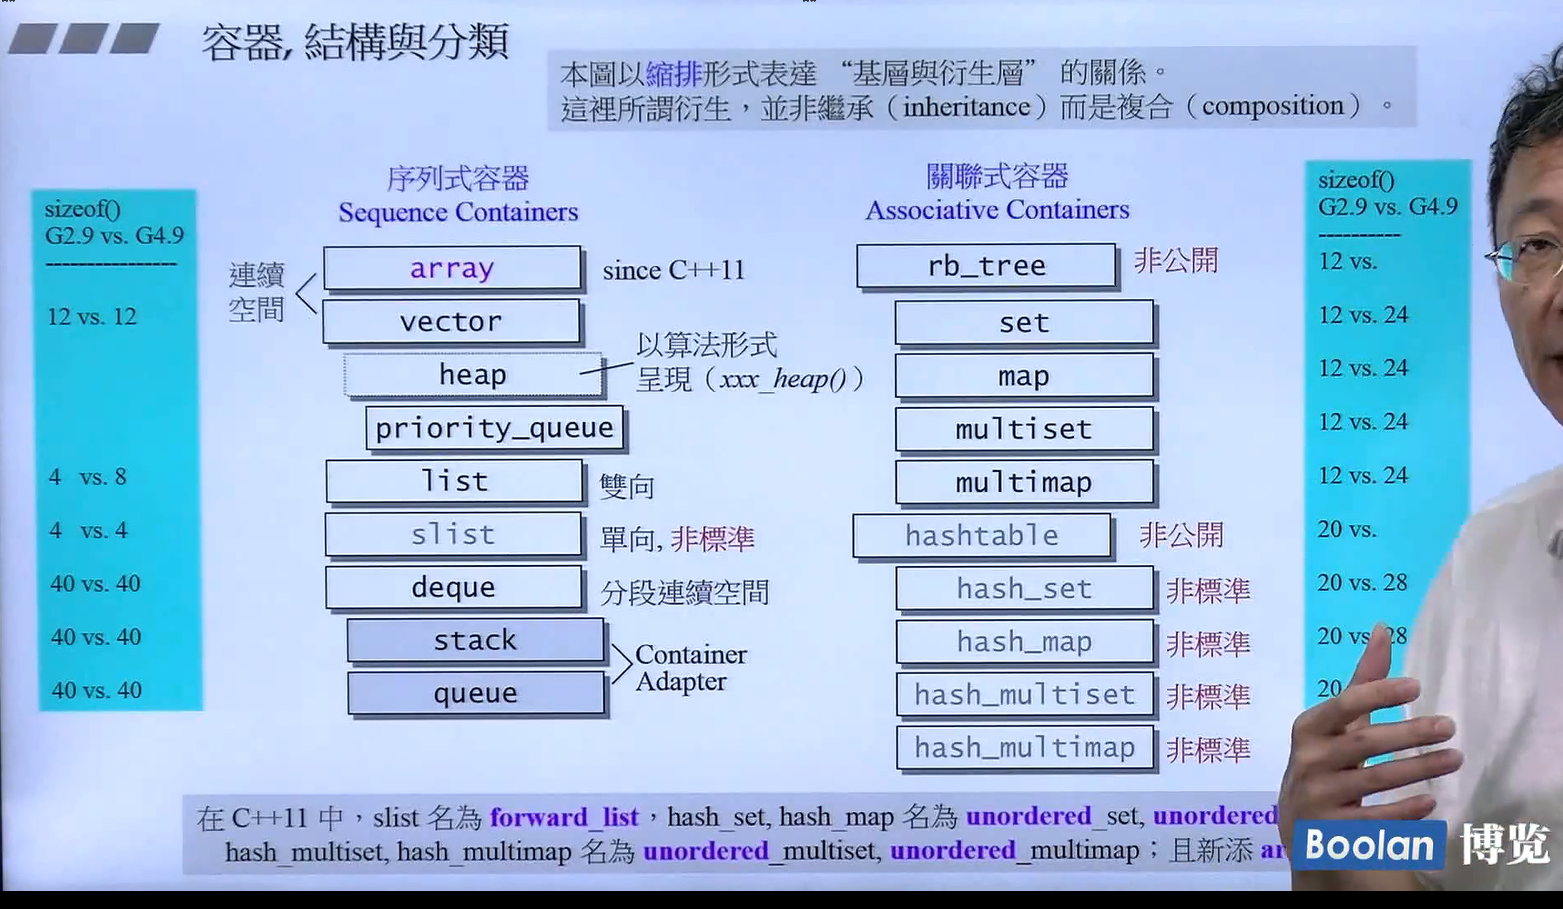 容器, 結構與分類
本圖以縮排形式表達 “基層與衍生層” 的關係。
這裡所謂衍生，並非繼承（inheritance）而是複合（composition）。
序列式容器
Sequence Containers
關聯式容器
Associative Containers
sizeof()
G2.9 vs. G4.9
-----------------
12 vs. 12
4 vs. 8
4 vs. 4
40 vs. 40
40 vs. 40
40 vs. 40
連續
空間
array
since C++11
vector
heap
以算法形式
呈現（xxx_heap()）
priority_queue
list
雙向
slist
單向, 非標準
deque
分段連續空間
stack
queue
Container
Adapter
rb_tree
非公開
set
map
multiset
multimap
hashtable
非公開
hash_set
非標準
hash_map
非標準
hash_multiset
非標準
hash_multimap
非標準
sizeof()
G2.9 vs. G4.9
----------
12 vs.
12 vs. 24
12 vs. 24
12 vs. 24
12 vs. 24
20 vs.
20 vs. 28
20 vs. 28
20
在 C++11 中，slist 名為 forward_list，hash_set, hash_map 名為 unordered_set, unordered
hash_multiset, hash_multimap 名為 unordered_multiset, unordered_multimap；且新添 ar
Boolan 博览